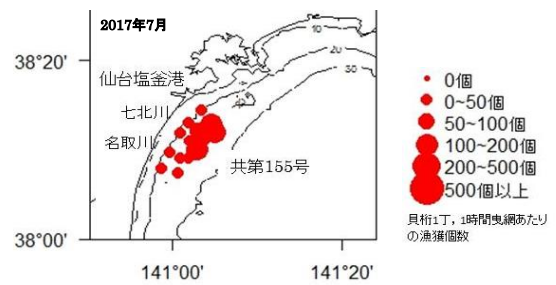 2017年7月
10
20
30
38°20'
仙台塩釜港
七北川
名取川
共第155号
38°00'
141°00'
141°20'
0個
0~50個
50~100個
100~200個
200~500個
500個以上
貝桁1丁，1時間曳網あたり
の漁獲個数